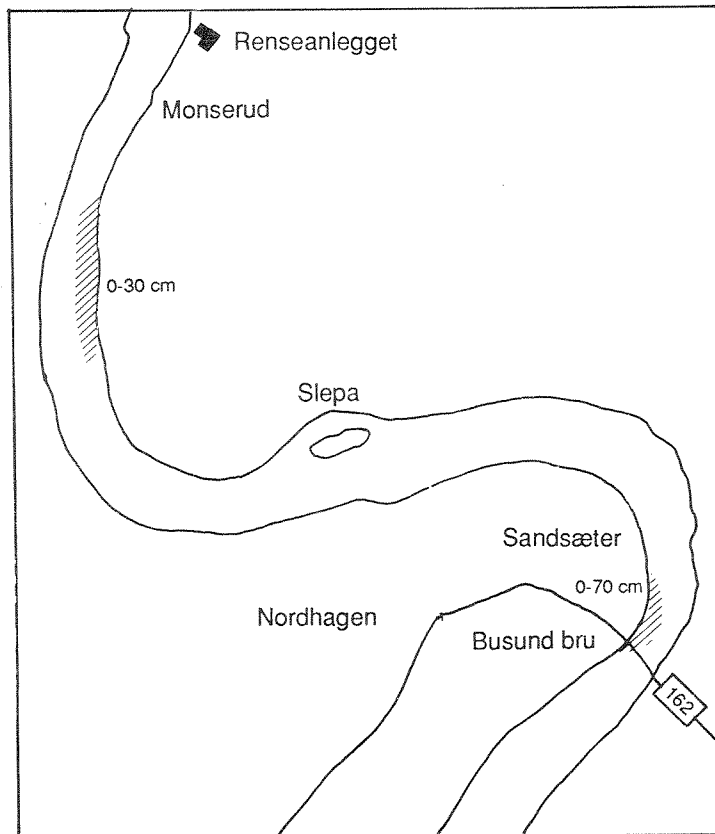 Renseanlegget
Monserud
0-30 cm
Slepa
Sandsæter
0-70 cm
Nordhagen
Busund bru
162